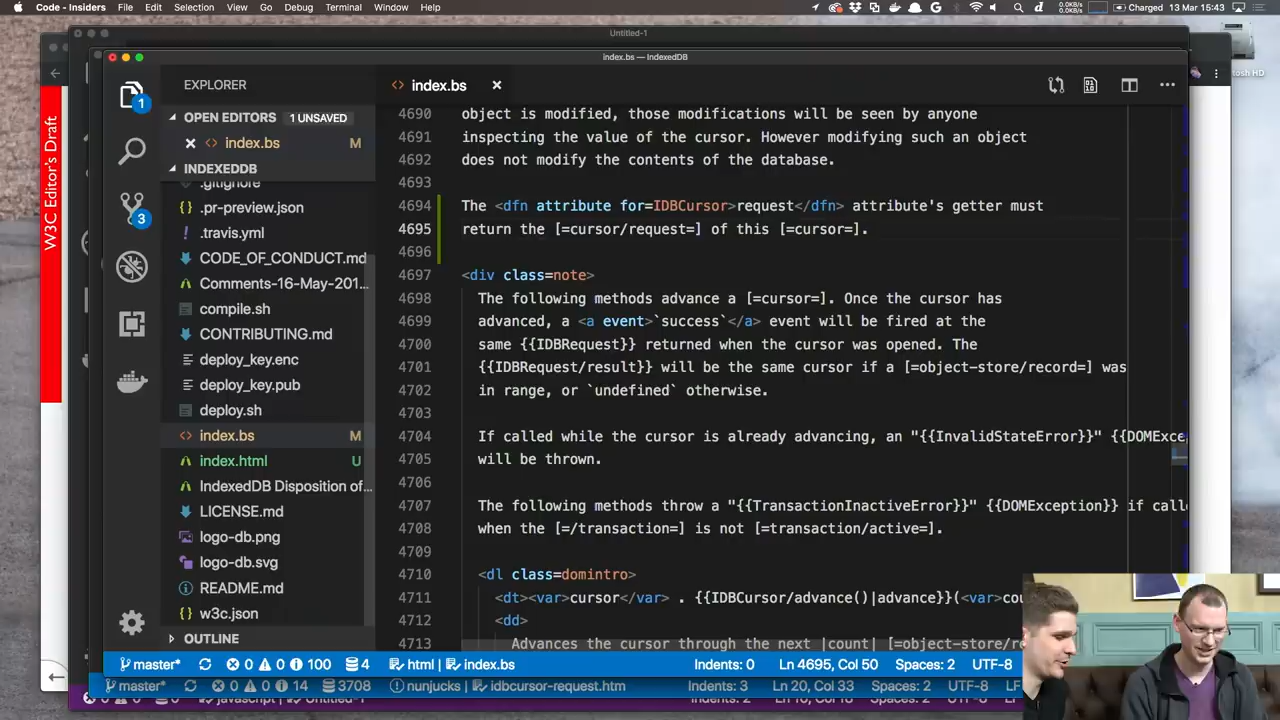 Code - Insiders File Edit Selection View Go Debug Terminal Window Help
0.0KB/s
0.0KB/s
Charged 13 Mar 15:43
Untitled-1
index.bs — IndexedDB
tosh HD
W3C Editor's Draft
EXPLORER
OPEN EDITORS 1 UNSAVED
index.bs M
INDEXEDDB
.gitignore
.pr-preview.json
.travis.yml
CODE_OF_CONDUCT.md
Comments-16-May-201...
compile.sh
CONTRIBUTING.md
deploy_key.enc
deploy_key.pub
deploy.sh
index.bs M
index.html U
IndexedDB Disposition of...
LICENSE.md
logo-db.png
logo-db.svg
README.md
w3c.json
OUTLINE
1
3
index.bs
4690 object is modified, those modifications will be seen by anyone
4691 inspecting the value of the cursor. However modifying such an object
4692 does not modify the contents of the database.
4693
4694 The <dfn attribute for=IDBCursor>request</dfn> attribute's getter must
4695 return the [=cursor/request=] of this [=cursor=].
4696
4697 <div class=note>
4698 The following methods advance a [=cursor=]. Once the cursor has
4699 advanced, a <a event>`success`</a> event will be fired at the
4700 same {{IDBRequest}} returned when the cursor was opened. The
4701 {{IDBRequest/result}} will be the same cursor if a [=object-store/record=] was
4702 in range, or `undefined` otherwise.
4703
4704 If called while the cursor is already advancing, an "{{InvalidStateError}}" {{DOMExce
4705 will be thrown.
4706
4707 The following methods throw a "{{TransactionInactiveError}}" {{DOMException}} if call
4708 when the [=/transaction=] is not [=transaction/active=].
4709
4710 <dl class=domintro>
4711 <dt><var>cursor</var> . {{IDBCursor/advance()|advance}}(<var>cou
4712 <dd>
4713 Advances the cursor through the next |count| [=object-store/re
master* 0 0 100 4 html | index.bs Indents: 0 Ln 4695, Col 50 Spaces: 2 UTF-8
master* 0 0 14 3708 nunjucks | idbcursor-request.htm Indents: 3 Ln 20, Col 33 Spaces: 2 UTF-8 LF